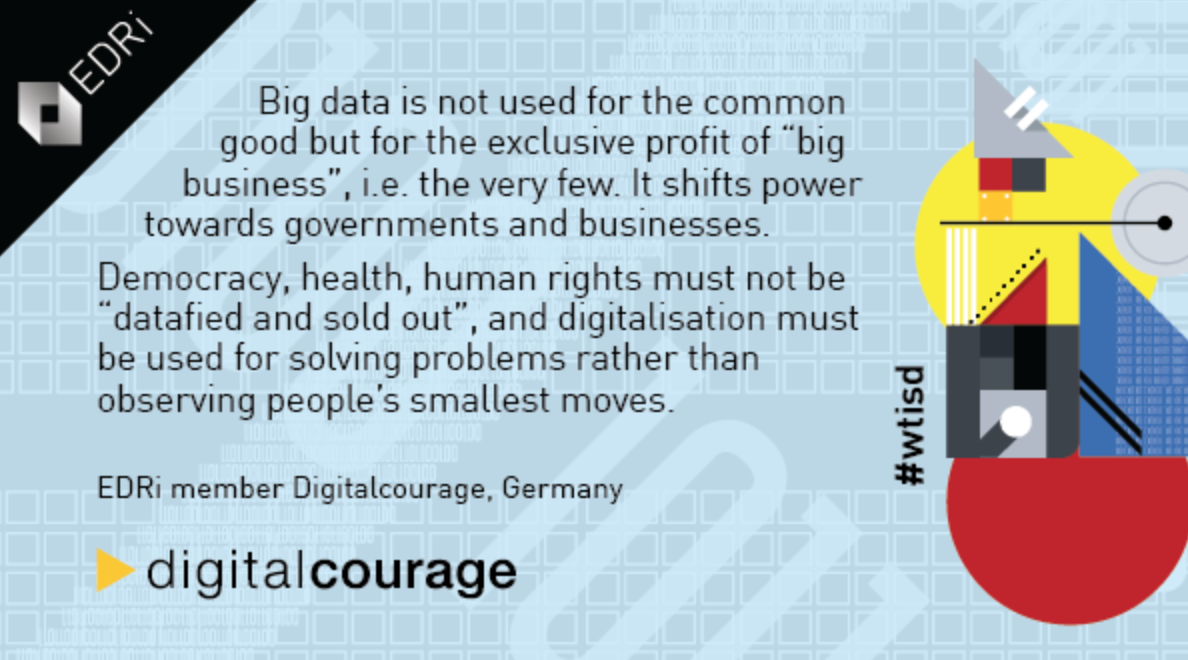 EDRi
Big data is not used for the common
good but for the exclusive profit of “big
business”, i.e. the very few. It shifts power
towards governments and businesses.
Democracy, health, human rights must not be
“datafied and sold out”, and digitalisation must
be used for solving problems rather than
observing people’s smallest moves.
#wtisd
EDRi member Digitalcourage, Germany
digitalcourage